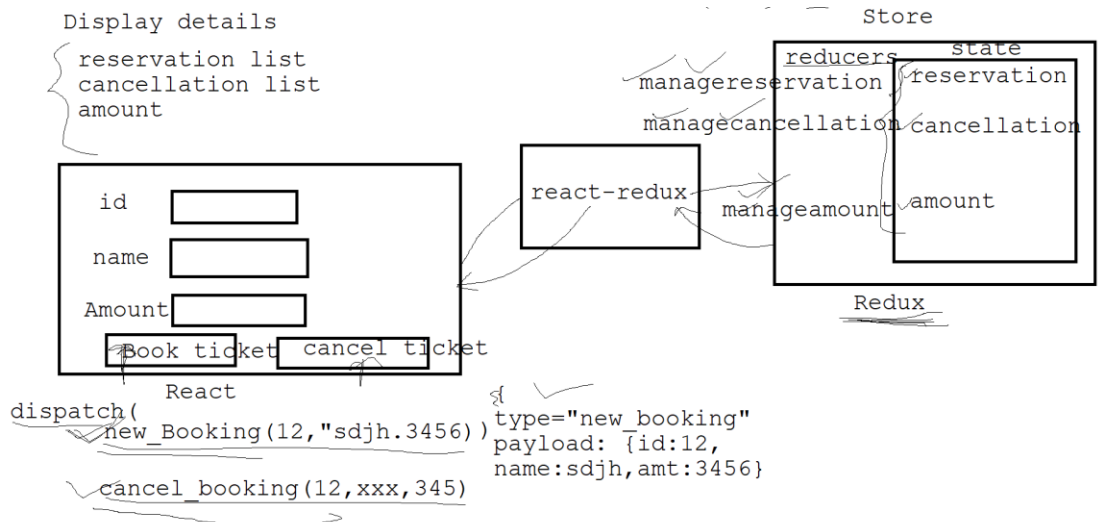 Display details
reservation list
cancellation list
amount
id
name
Amount
Book ticket
cancel ticket
React
dispatch(
new_Booking(12,"sdjh.3456))
cancel_booking(12,xxx,345)
{
type="new_booking"
payload: {id:12,
name:sdjh,amt:3456}
react-redux
Store
reducers
state
managereservation
reservation
managecancellation
cancellation
manageamount
amount
Redux